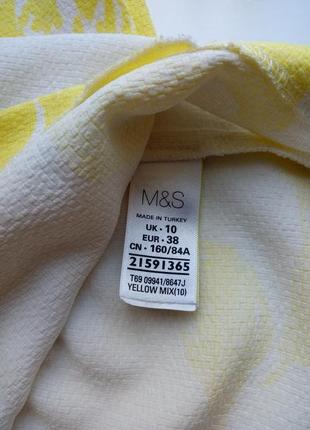 M&S
MADE IN TURKEY
UK · 10
EUR · 38
CN · 160/84A
21591365
T69 09941/8647J
YELLOW MIX(10)